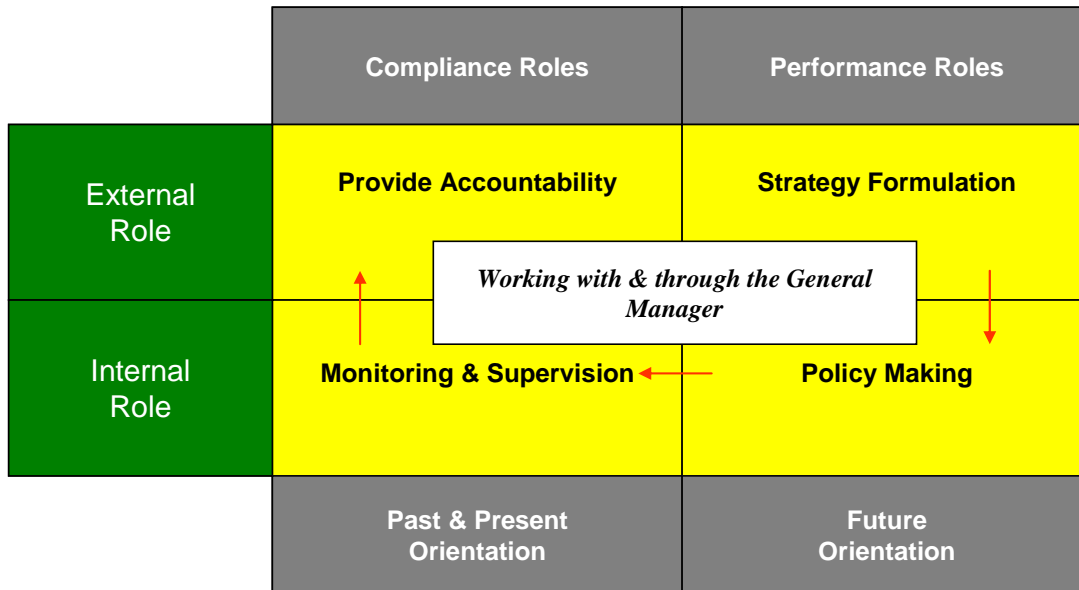 Compliance Roles
Performance Roles
External
Role
Provide Accountability
Strategy Formulation
Working with & through the General
Manager
Internal
Role
Monitoring & Supervision
Policy Making
Past & Present
Orientation
Future
Orientation